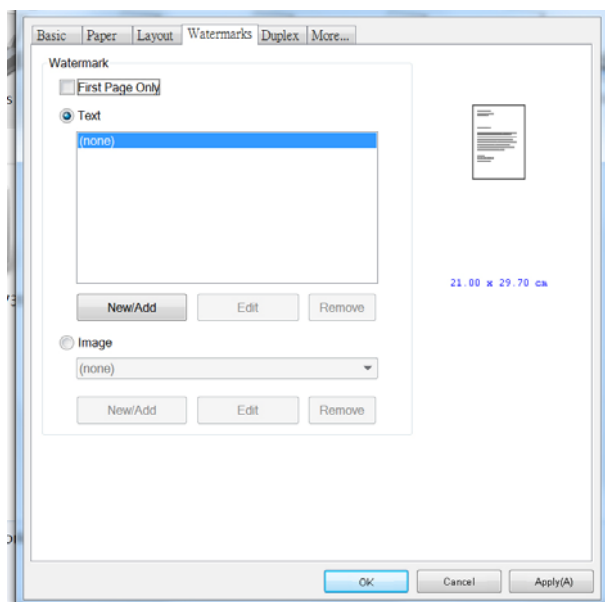 Basic Paper Layout Watermarks Duplex More...
Watermark
First Page Only
Text
(none)
21.00 x 29.70 cm
New/Add Edit Remove
Image
(none)
New/Add Edit Remove
OK Cancel Apply(A)